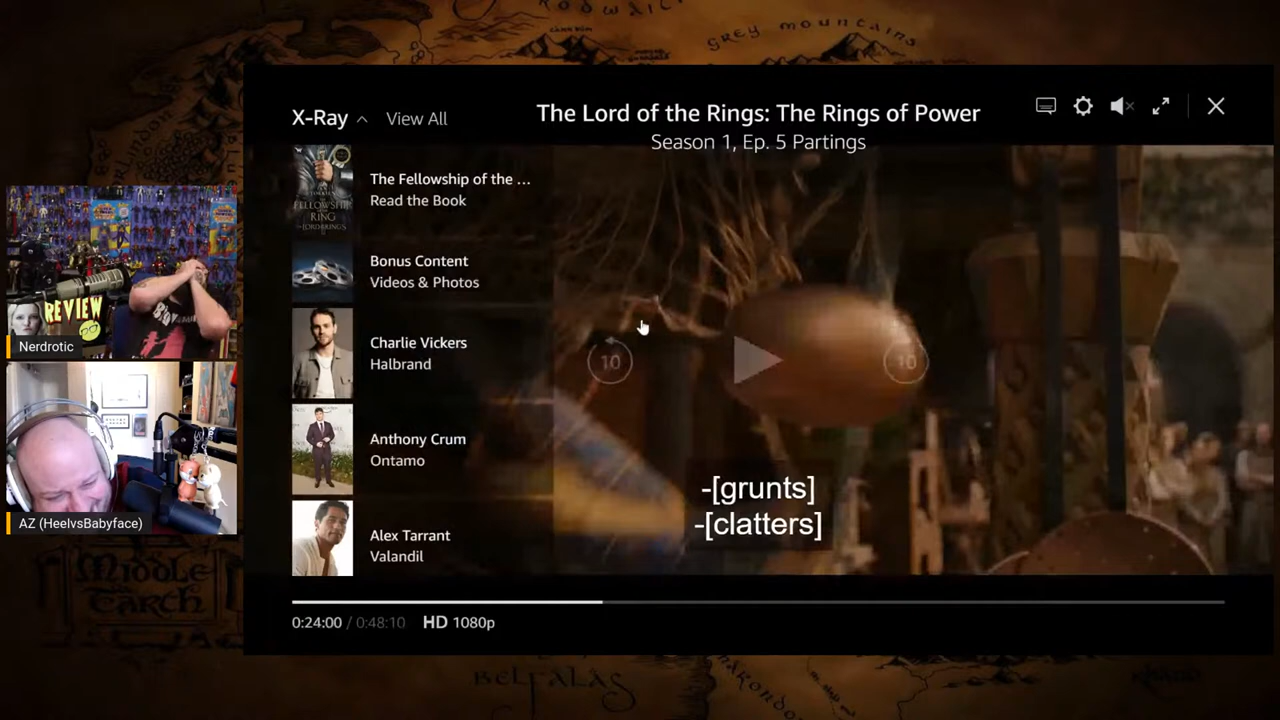 GREY MOUNTAINS
X-Ray
View All
The Lord of the Rings: The Rings of Power
Season 1, Ep. 5 Partings
The Fellowship of the ...
Read the Book
FELLOWSHIP
RING
Bonus Content
Videos & Photos
REVIEW
Nerdrotic
Charlie Vickers
Halbrand
10
10
Anthony Crum
Ontamo
-[grunts]
-[clatters]
AZ (HeelvsBabyface)
Alex Tarrant
Valandil
MIDDLE
EARTH
0:24:00 / 0:48:10
HD 1080p
BELFALAS
KHAND